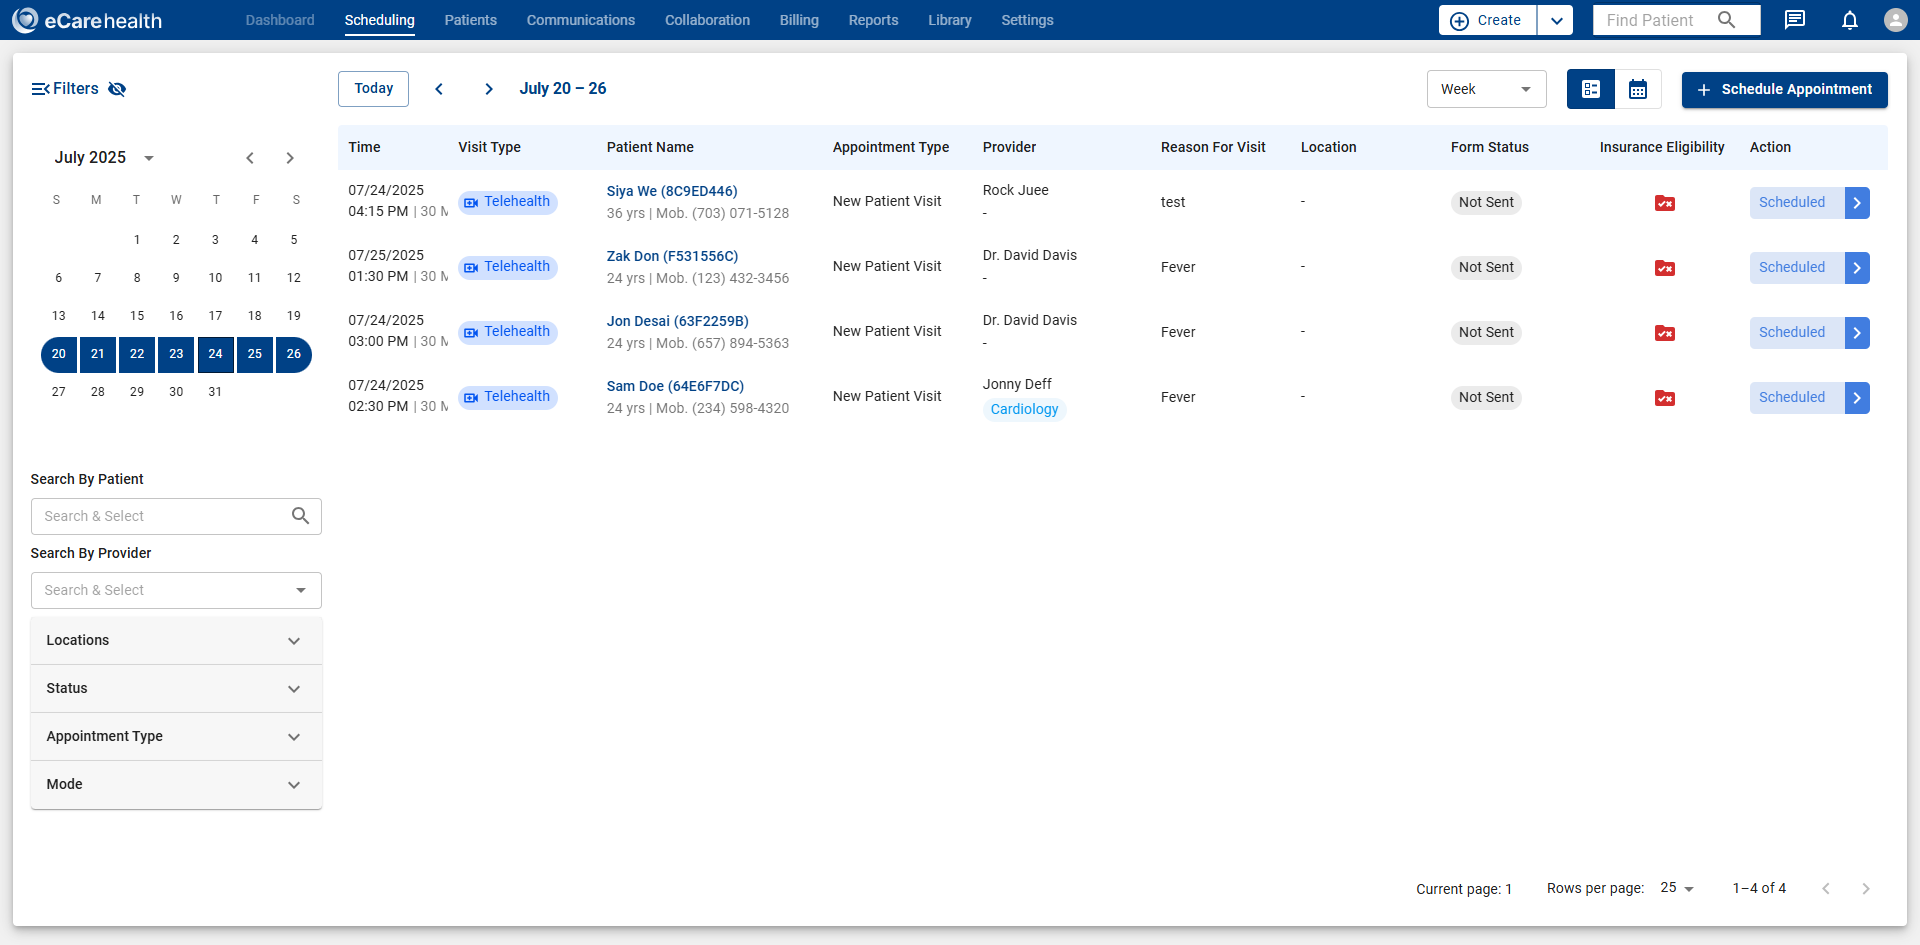 eCarehealth Dashboard Scheduling Patients Communications Collaboration Billing Reports Library Settings Create Find Patient
Filters Today July 20 – 26 Week Schedule Appointment
July 2025
S M T W T F S
1 2 3 4 5
6 7 8 9 10 11 12
13 14 15 16 17 18 19
20 21 22 23 24 25 26
27 28 29 30 31
Search By Patient
Search & Select
Search By Provider
Search & Select
Locations
Status
Appointment Type
Mode
Time Visit Type Patient Name Appointment Type Provider Reason For Visit Location Form Status Insurance Eligibility Action
07/24/2025 Siya We (8C9ED446) Rock Juee
04:15 PM | 30 M Telehealth 36 yrs | Mob. (703) 071-5128 New Patient Visit - test - Not Sent Scheduled
07/25/2025 Zak Don (F531556C) Dr. David Davis
01:30 PM | 30 M Telehealth 24 yrs | Mob. (123) 432-3456 New Patient Visit - Fever - Not Sent Scheduled
07/24/2025 Jon Desai (63F2259B) Dr. David Davis
03:00 PM | 30 M Telehealth 24 yrs | Mob. (657) 894-5363 New Patient Visit - Fever - Not Sent Scheduled
07/24/2025 Sam Doe (64E6F7DC) Jonny Deff
02:30 PM | 30 M Telehealth 24 yrs | Mob. (234) 598-4320 New Patient Visit Cardiology Fever - Not Sent Scheduled
Current page: 1 Rows per page: 25 1–4 of 4